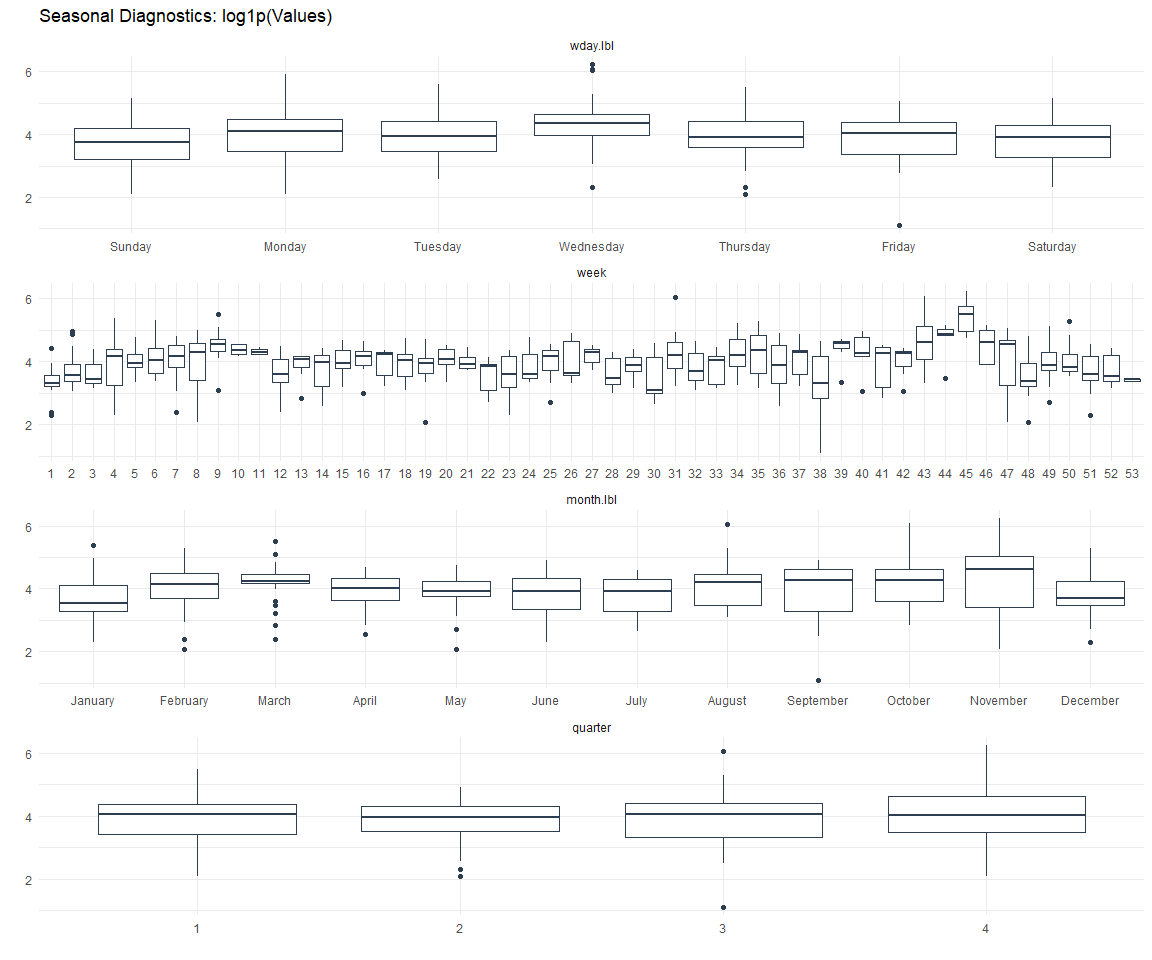 Seasonal Diagnostics: log1p(Values)
wday.lbl
6
4
2
Sunday Monday Tuesday Wednesday Thursday Friday Saturday
week
6
4
2
1 2 3 4 5 6 7 8 9 10 11 12 13 14 15 16 17 18 19 20 21 22 23 24 25 26 27 28 29 30 31 32 33 34 35 36 37 38 39 40 41 42 43 44 45 46 47 48 49 50 51 52 53
month.lbl
6
4
2
January February March April May June July August September October November December
quarter
6
4
2
1 2 3 4